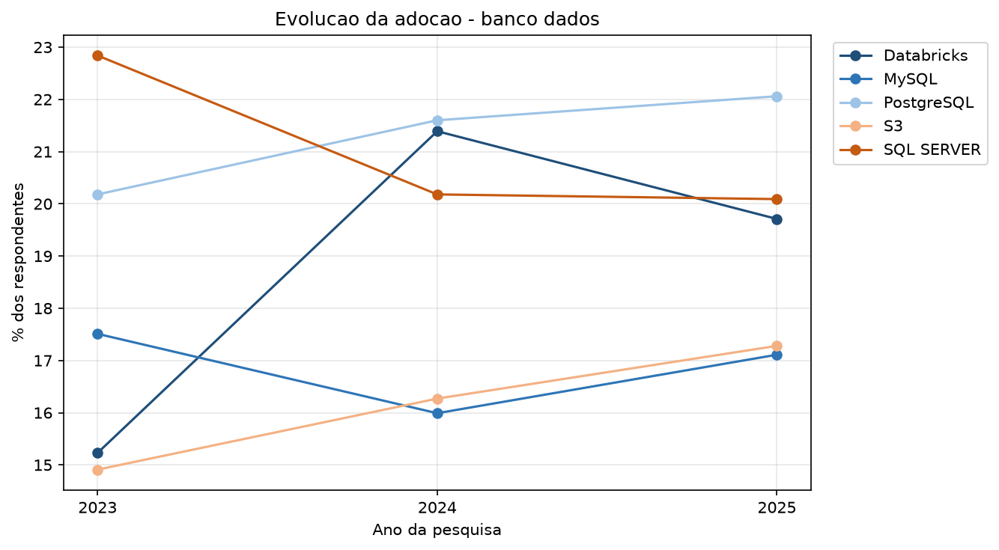 Evolucao da adocao - banco dados
% dos respondentes
23
22
21
20
19
18
17
16
15
2023
2024
2025
Ano da pesquisa
Databricks
MySQL
PostgreSQL
S3
SQL SERVER